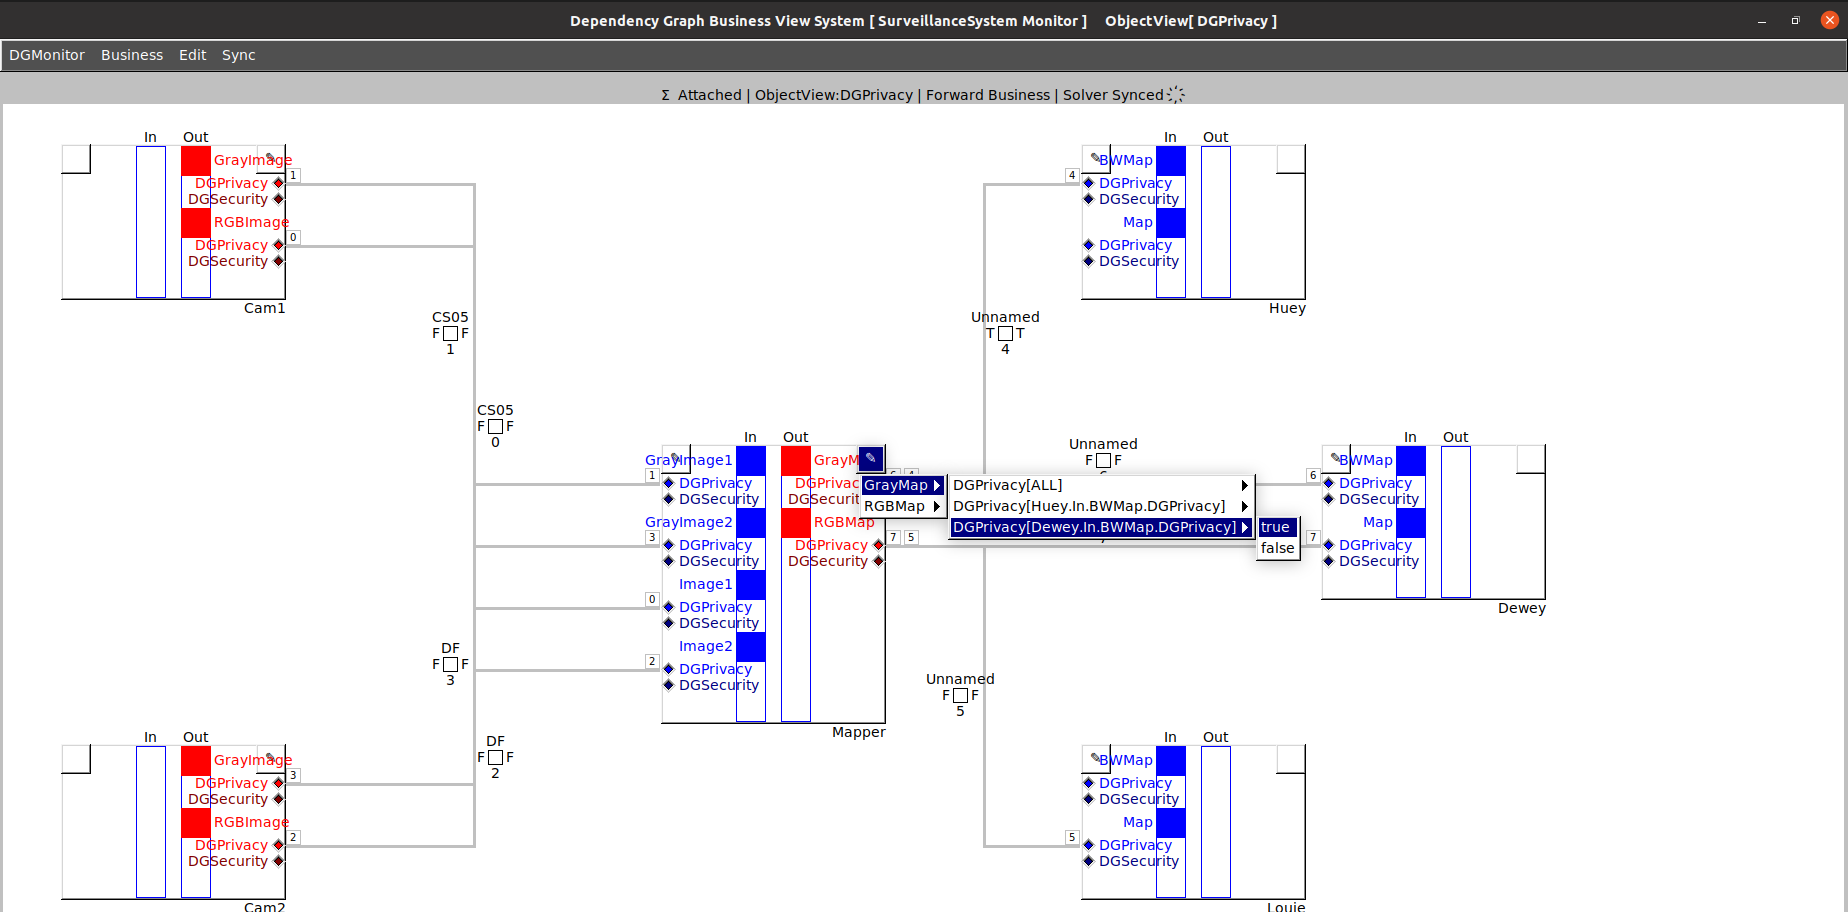 Dependency Graph Business View System [ SurveillanceSystem Monitor ] ObjectView[ DGPrivacy ]
DGMonitor Business Edit Sync
Σ Attached | ObjectView:DGPrivacy | Forward Business | Solver Synced
In Out
GrayImage
DGPrivacy 1
DGSecurity
RGBImage
DGPrivacy 0
DGSecurity
Cam1
In Out
BWMap
4 DGPrivacy
DGSecurity
Map
DGPrivacy
DGSecurity
Huey
CS05
F F
1
Unnamed
T T
4
CS05
F F
0
Unnamed
F F
In Out
GrayImage1
1 DGPrivacy
DGSecurity
GrayImage2
3 DGPrivacy
DGSecurity
Image1
0 DGPrivacy
DGSecurity
Image2
2 DGPrivacy
DGSecurity
RGBMap
DGPrivacy 7 5
DGSecurity
Mapper
GrayMap
RGBMap
DGPrivacy[ALL]
DGPrivacy[Huey.In.BWMap.DGPrivacy]
DGPrivacy[Dewey.In.BWMap.DGPrivacy]
true
false
In Out
BWMap
6 DGPrivacy
DGSecurity
Map
7 DGPrivacy
DGSecurity
Dewey
DF
F F
3
Unnamed
F F
5
DF
F F
2
In Out
GrayImage
DGPrivacy 3
DGSecurity
RGBImage
DGPrivacy 2
DGSecurity
Cam2
In Out
BWMap
DGPrivacy
DGSecurity
Map
5 DGPrivacy
DGSecurity
Louie